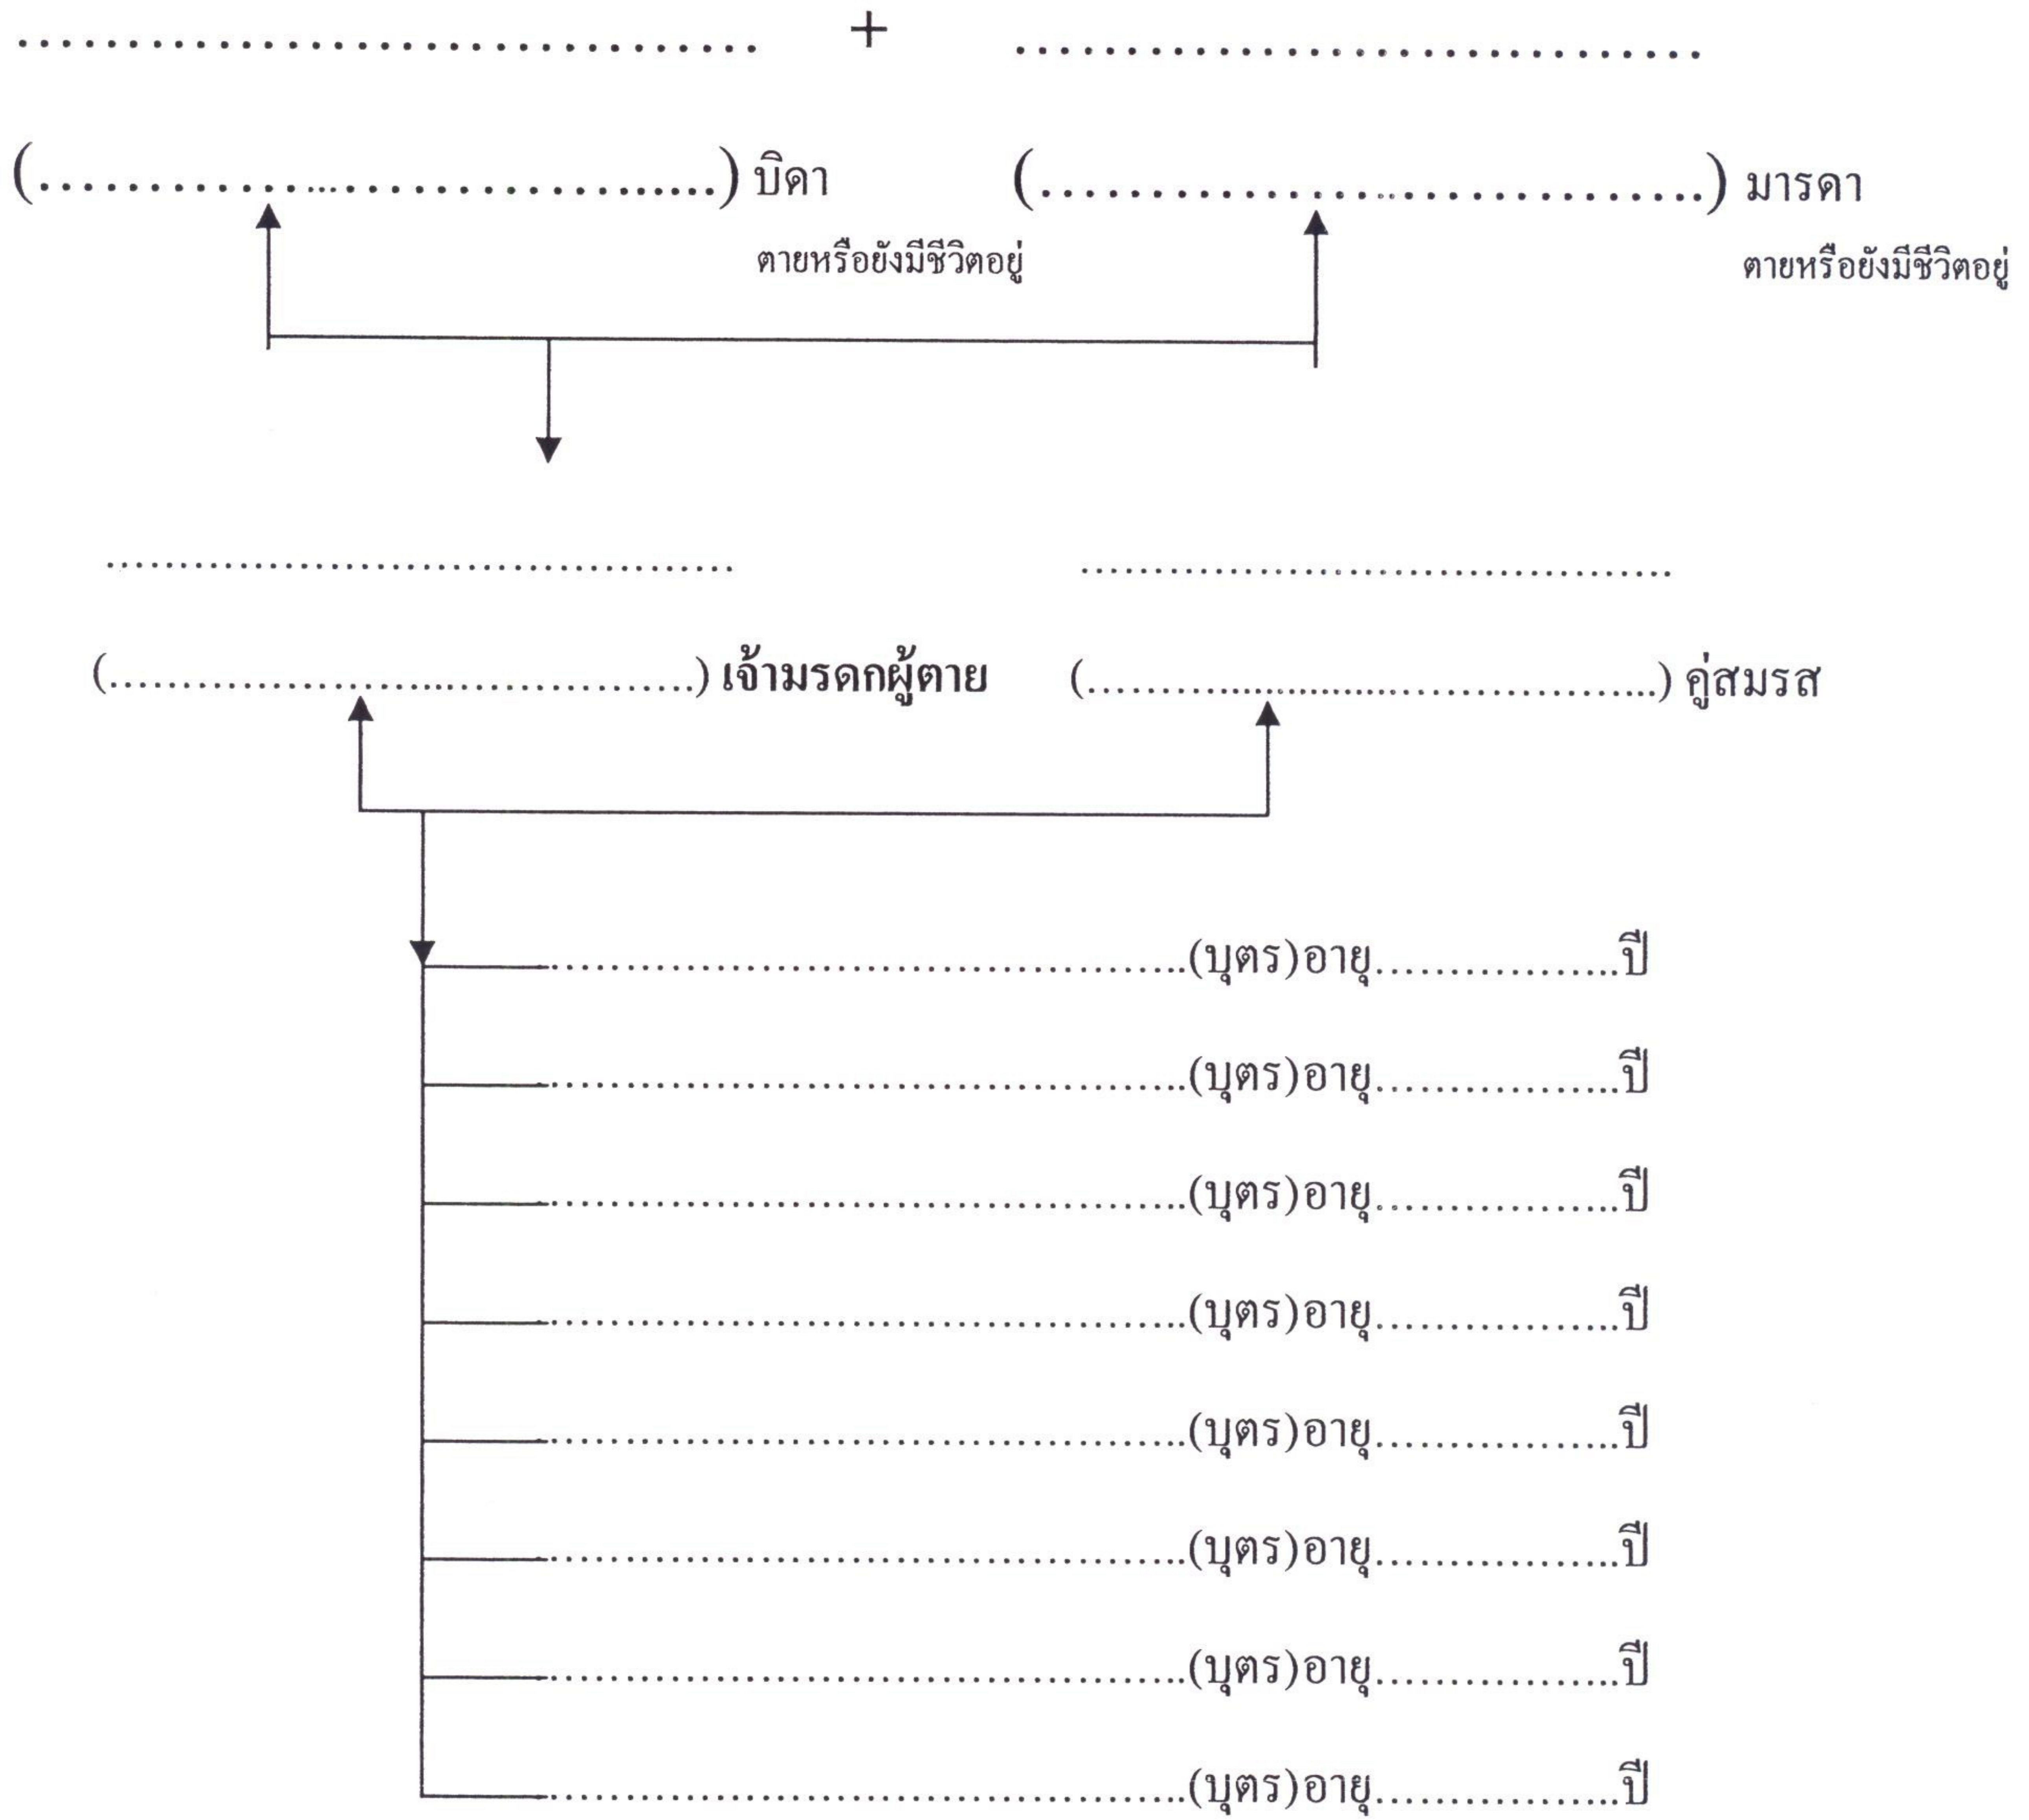 .................................. + ...............................
(..................................) บิดา (..................................) มารดา
ตายหรือยังมีชีวิตอยู่ ตายหรือยังมีชีวิตอยู่
.......................................... ........................................
(..........................................) เจ้ามรดกผู้ตาย (..........................................) คู่สมรส
...........................................(บุตร)อายุ.................ปี
...........................................(บุตร)อายุ.................ปี
...........................................(บุตร)อายุ.................ปี
...........................................(บุตร)อายุ.................ปี
...........................................(บุตร)อายุ.................ปี
...........................................(บุตร)อายุ.................ปี
...........................................(บุตร)อายุ.................ปี
...........................................(บุตร)อายุ.................ปี